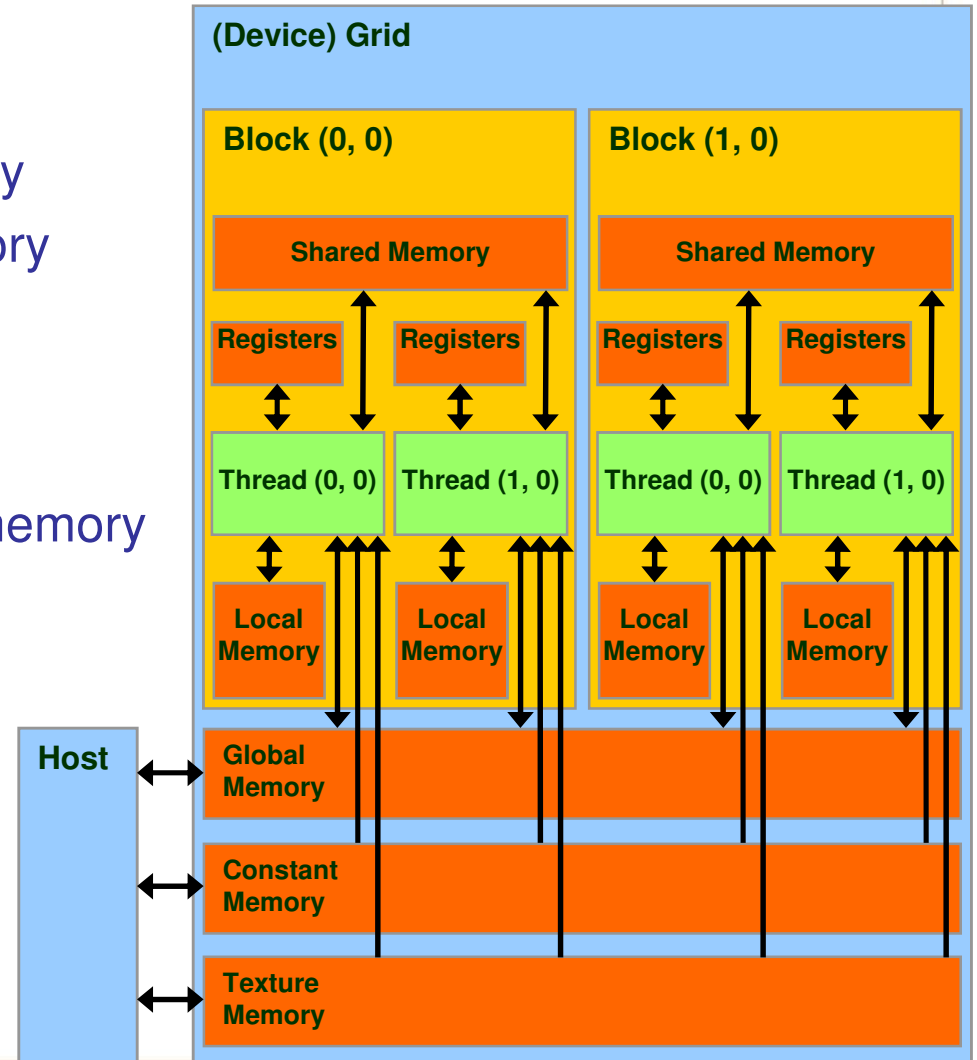 y
ory
memory
(Device) Grid
Block (0, 0)
Block (1, 0)
Shared Memory
Shared Memory
Registers
Registers
Registers
Registers
Thread (0, 0)
Thread (1, 0)
Thread (0, 0)
Thread (1, 0)
Local
Memory
Local
Memory
Local
Memory
Local
Memory
Host
Global
Memory
Constant
Memory
Texture
Memory